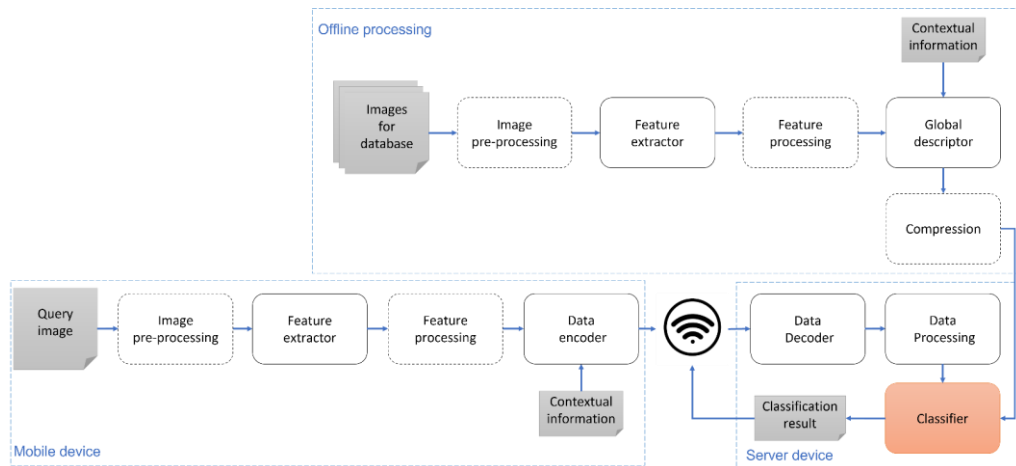 Offline processing
Contextual
information
Images
for
database
Image
pre-processing
Feature
extractor
Feature
processing
Global
descriptor
Compression
Query
image
Image
pre-processing
Feature
extractor
Feature
processing
Data
encoder
Data
Decoder
Data
Processing
Contextual
information
Classification
result
Classifier
Mobile device
Server device